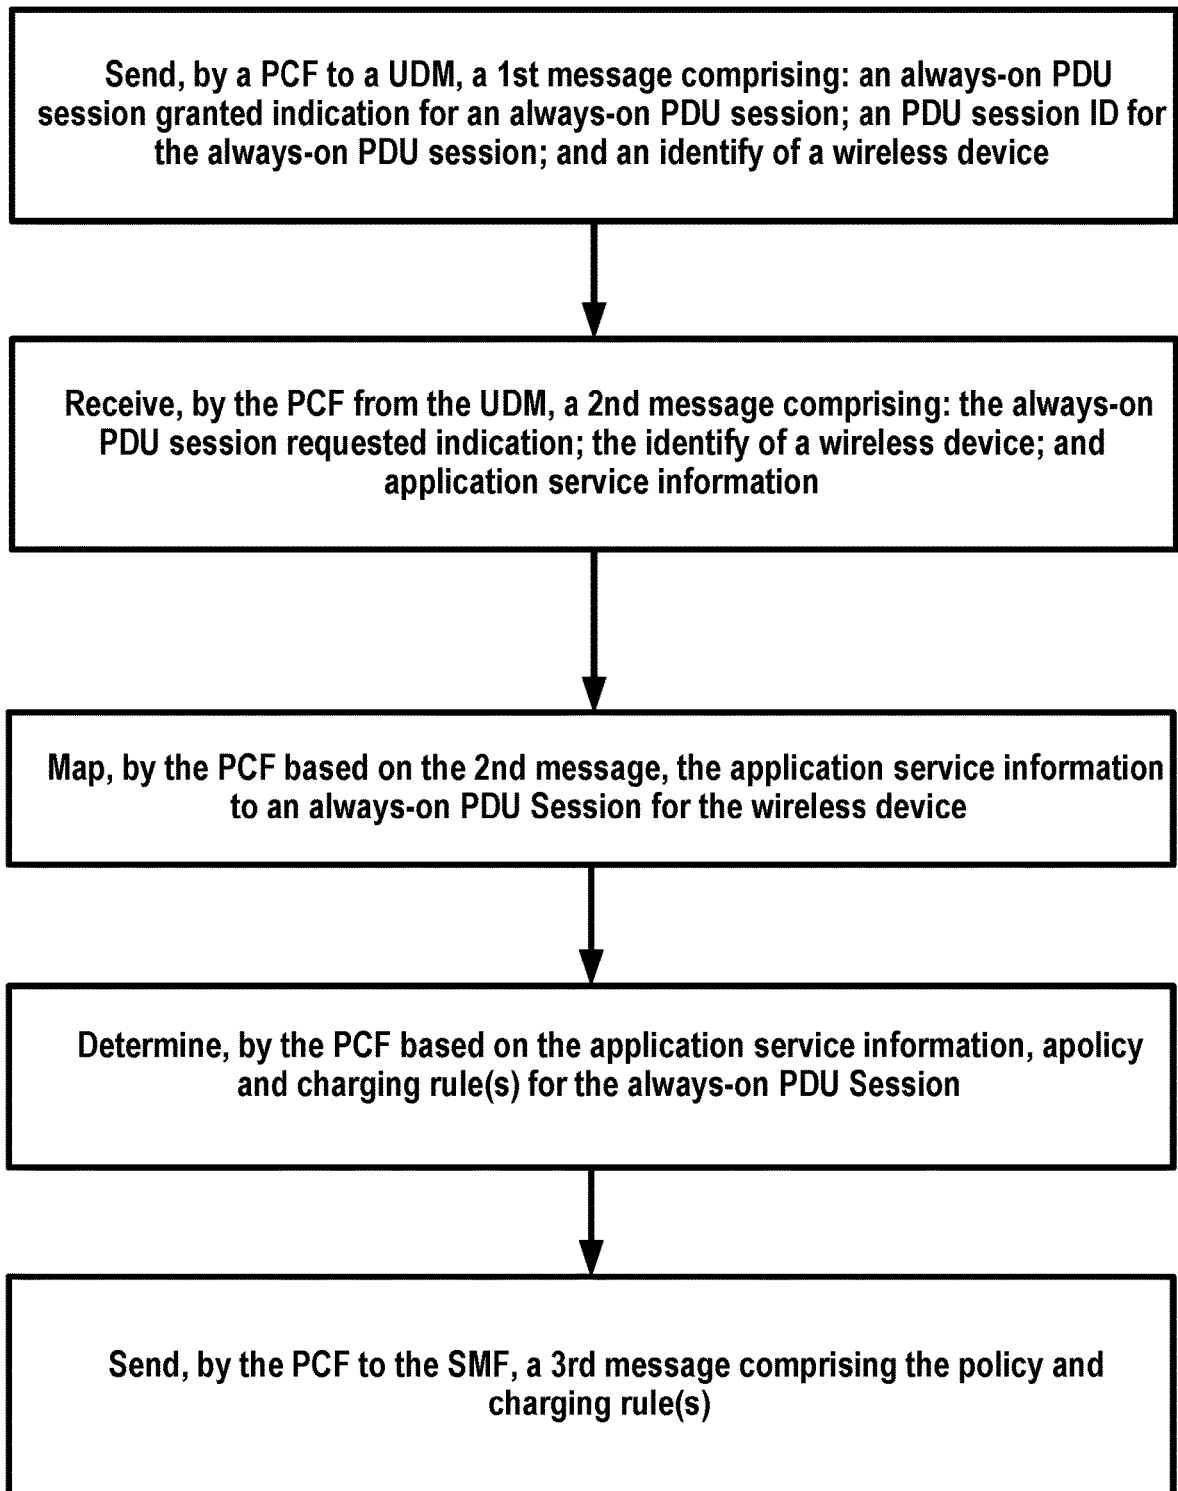 Send, by a PCF to a UDM, a 1st message comprising: an always-on PDU
session granted indication for an always-on PDU session; an PDU session ID for
the always-on PDU session; and an identify of a wireless device
Receive, by the PCF from the UDM, a 2nd message comprising: the always-on
PDU session requested indication; the identify of a wireless device; and
application service information
Map, by the PCF based on the 2nd message, the application service information
to an always-on PDU Session for the wireless device
Determine, by the PCF based on the application service information, apolicy
and charging rule(s) for the always-on PDU Session
Send, by the PCF to the SMF, a 3rd message comprising the policy and
charging rule(s)